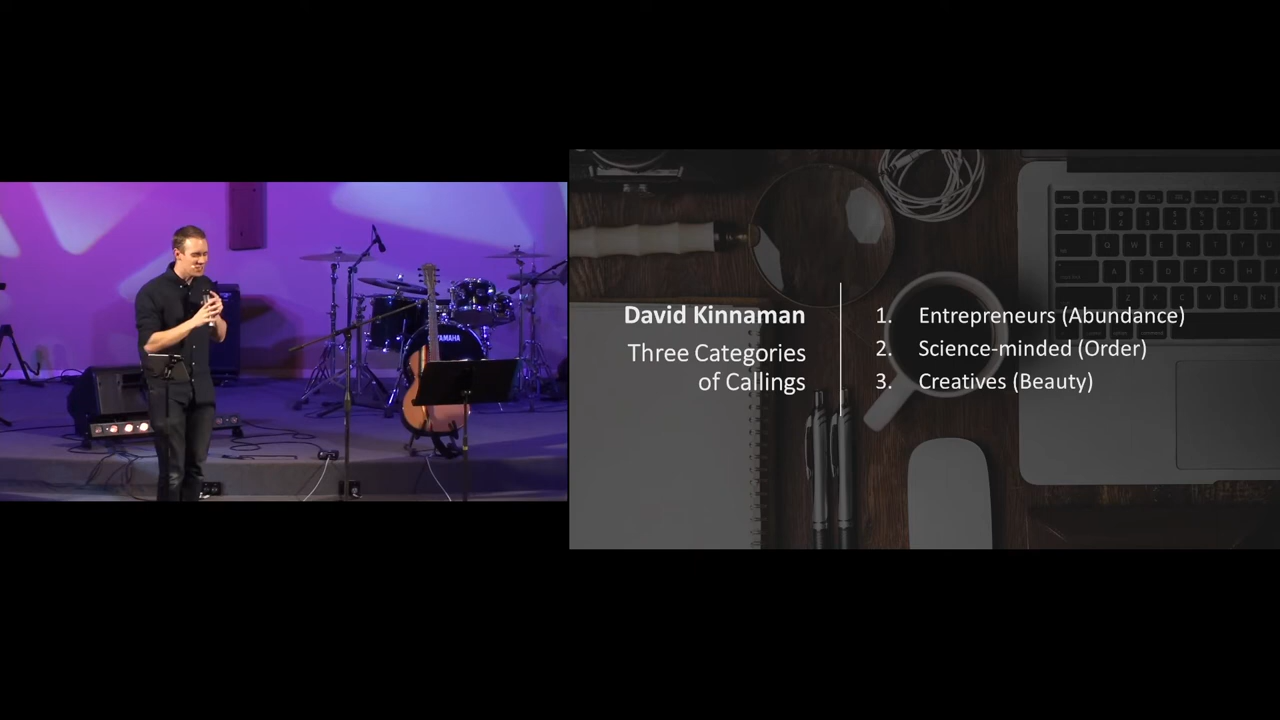 YAMAHA
David Kinnaman
Three Categories
of Callings
1. Entrepreneurs (Abundance)
2. Science-minded (Order)
3. Creatives (Beauty)